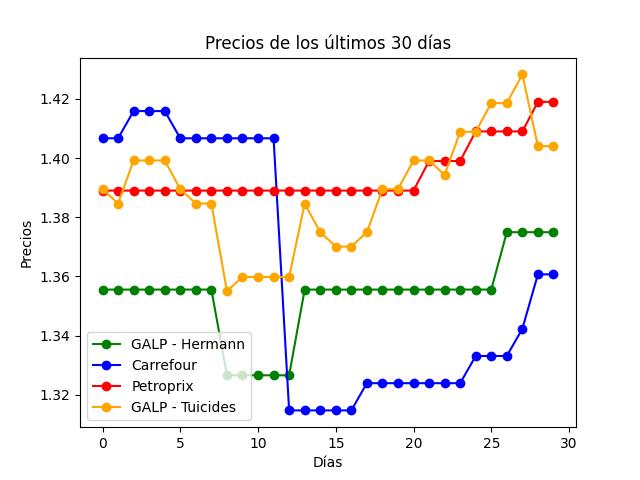 Precios de los últimos 30 días
1.42
1.40
1.38
1.36
1.34
1.32
Precios
GALP - Hermann
Carrefour
Petroprix
GALP - Tuicides
0 5 10 15 20 25 30
Días